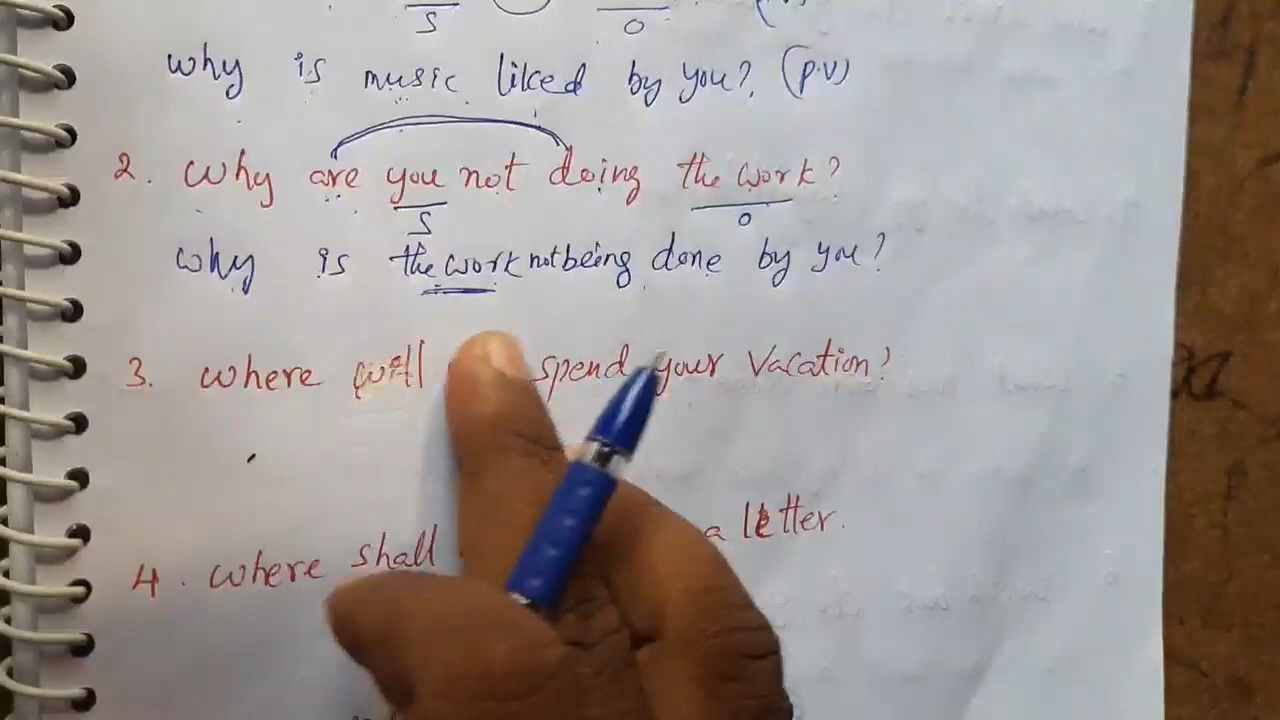 S O
why is music liked by you? (p.v)
2. why are you not doing the work?
S O
why is the work not being done by you?
3. where will spend your vacation?
4. where shall a letter.